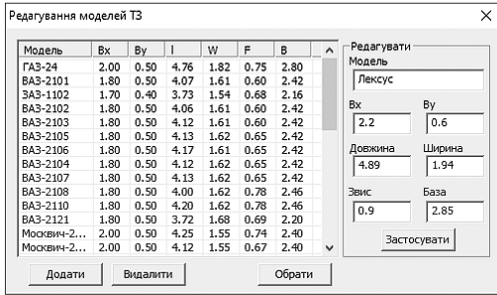 Редагування моделей ТЗ
Модель Bx By l W F B
ГАЗ-24 2.00 0.50 4.76 1.82 0.75 2.80
ВАЗ-2101 1.80 0.50 4.07 1.61 0.60 2.42
ЗАЗ-1102 1.70 0.40 3.73 1.54 0.68 2.16
ВАЗ-2102 1.80 0.50 4.06 1.61 0.60 2.42
ВАЗ-2103 1.80 0.50 4.12 1.61 0.60 2.42
ВАЗ-2105 1.80 0.50 4.13 1.62 0.65 2.42
ВАЗ-2106 1.80 0.50 4.17 1.61 0.65 2.42
ВАЗ-2104 1.80 0.50 4.12 1.62 0.65 2.42
ВАЗ-2107 1.80 0.50 4.13 1.62 0.65 2.42
ВАЗ-2108 1.80 0.50 4.00 1.62 0.78 2.46
ВАЗ-2110 1.80 0.50 4.20 1.62 0.78 2.46
ВАЗ-2121 1.80 0.50 3.72 1.68 0.69 2.20
Москвич-2... 2.00 0.50 4.25 1.55 0.74 2.40
Москвич-2... 2.00 0.50 4.12 1.55 0.67 2.40
Додати Видалити Обрати
Редагувати
Модель
Лексус
Bx By
2.2 0.6
Довжина Ширина
4.89 1.94
Звис База
0.9 2.85
Застосувати